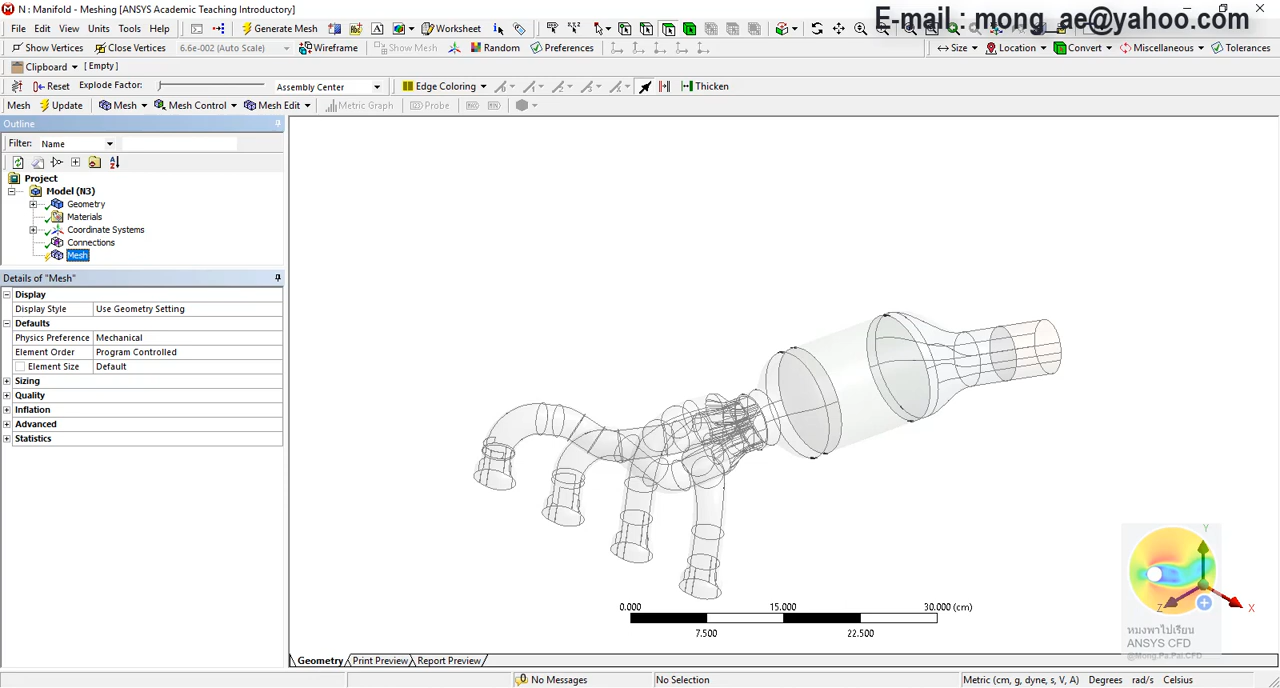 N : Manifold - Meshing [ANSYS Academic Teaching Introductory]
E-mail : mong_ae@yahoo.com
File Edit View Units Tools Help Generate Mesh Worksheet
Show Vertices Close Vertices 6.6e-002 (Auto Scale) Wireframe Show Mesh Random Preferences Size Location Convert Miscellaneous Tolerances
Clipboard [ Empty ]
Reset Explode Factor: Assembly Center Edge Coloring Thicken
Mesh Update Mesh Mesh Control Mesh Edit Metric Graph Probe
Outline
Filter: Name
Project
Model (N3)
Geometry
Materials
Coordinate Systems
Connections
Mesh
Details of "Mesh"
Display
Display Style Use Geometry Setting
Defaults
Physics Preference Mechanical
Element Order Program Controlled
Element Size Default
Sizing
Quality
Inflation
Advanced
Statistics
0.000 15.000 30.000 (cm)
7.500 22.500
Y
Z X
หมงพาไปเรียน
ANSYS CFD
@Mong.Pa.Pai.CFD
Geometry Print Preview Report Preview
No Messages No Selection Metric (cm, g, dyne, s, V, A) Degrees rad/s Celsius